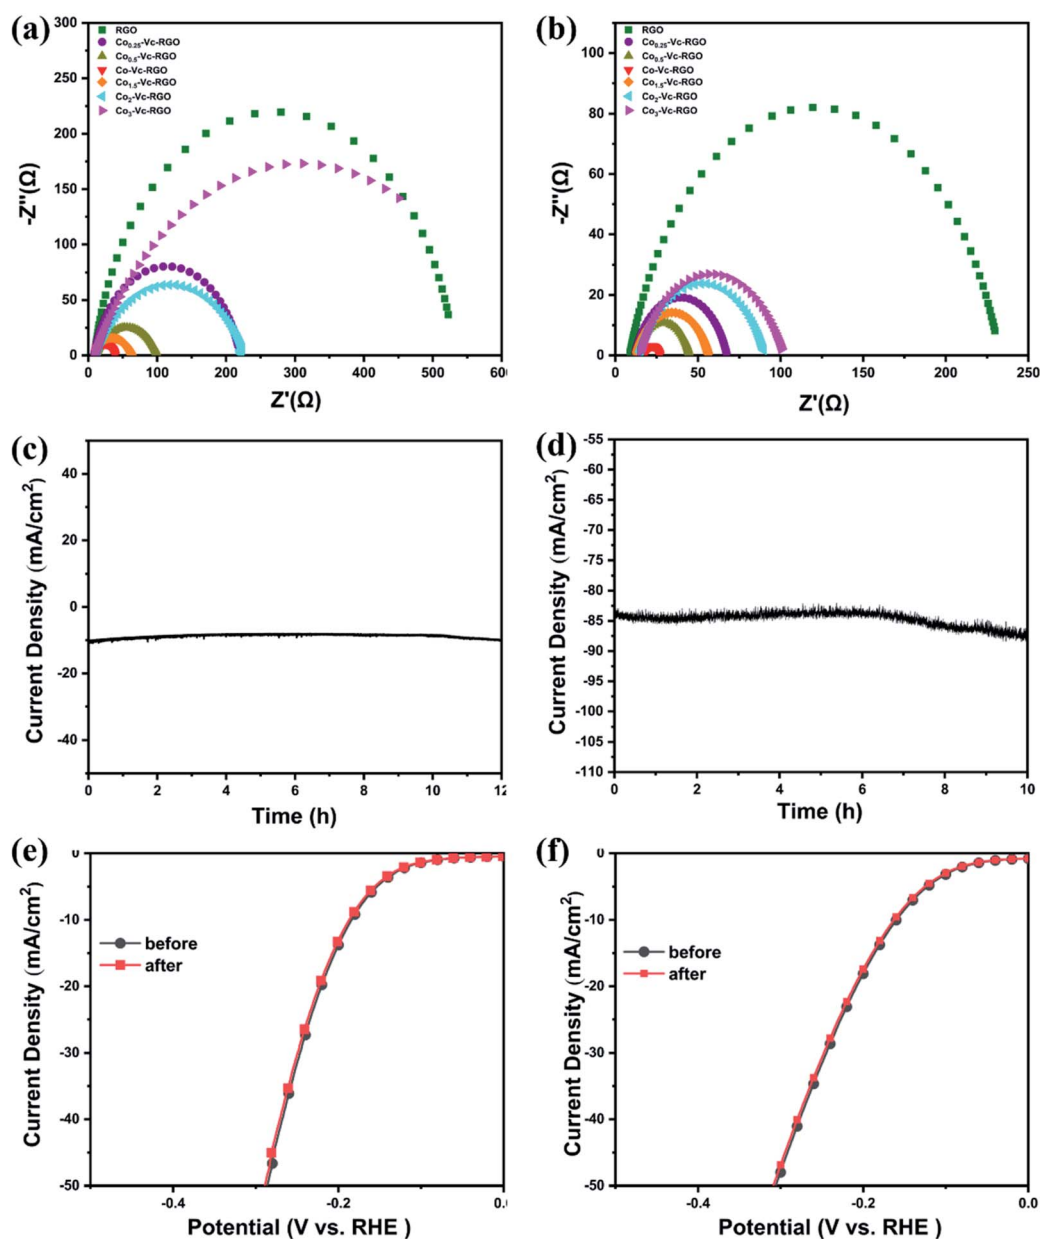 (a)
300
250
225
150
100
50
0
0
100
200
300
400
500
60
-Z''(Ω)
Z'(Ω)
RGO
Co0.25-Vc-RGO
Co0.5-Vc-RGO
Co-Vc-RGO
Co1.5-Vc-RGO
Co2-Vc-RGO
Co3-Vc-RGO
(b)
100
80
60
40
20
0
0
50
100
150
200
250
-Z''(Ω)
Z'(Ω)
RGO
Co0.25-Vc-RGO
Co0.5-Vc-RGO
Co-Vc-RGO
Co1.5-Vc-RGO
Co2-Vc-RGO
Co3-Vc-RGO
(c)
40
20
0
-20
-40
0
2
4
6
8
10
12
Current Density (mA/cm²)
Time (h)
(d)
-55
-60
-65
-70
-75
-80
-85
-90
-95
-100
-105
-110
0
2
4
6
8
10
Current Density (mA/cm²)
Time (h)
(e)
0
-10
-20
-30
-40
-50
-0.4
-0.2
0.0
before
after
Current Density (mA/cm²)
Potential (V vs. RHE )
(f)
0
-10
-20
-30
-40
-50
-0.4
-0.2
0.0
before
after
Current Density (mA/cm²)
Potential (V vs. RHE )